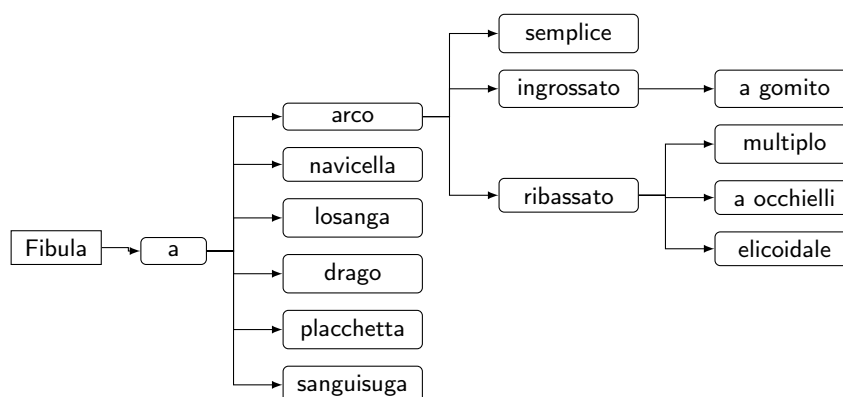 Fibula
a
arco
navicella
losanga
drago
placchetta
sanguisuga
semplice
ingrossato
ribassato
a gomito
multiplo
a occhielli
elicoidale